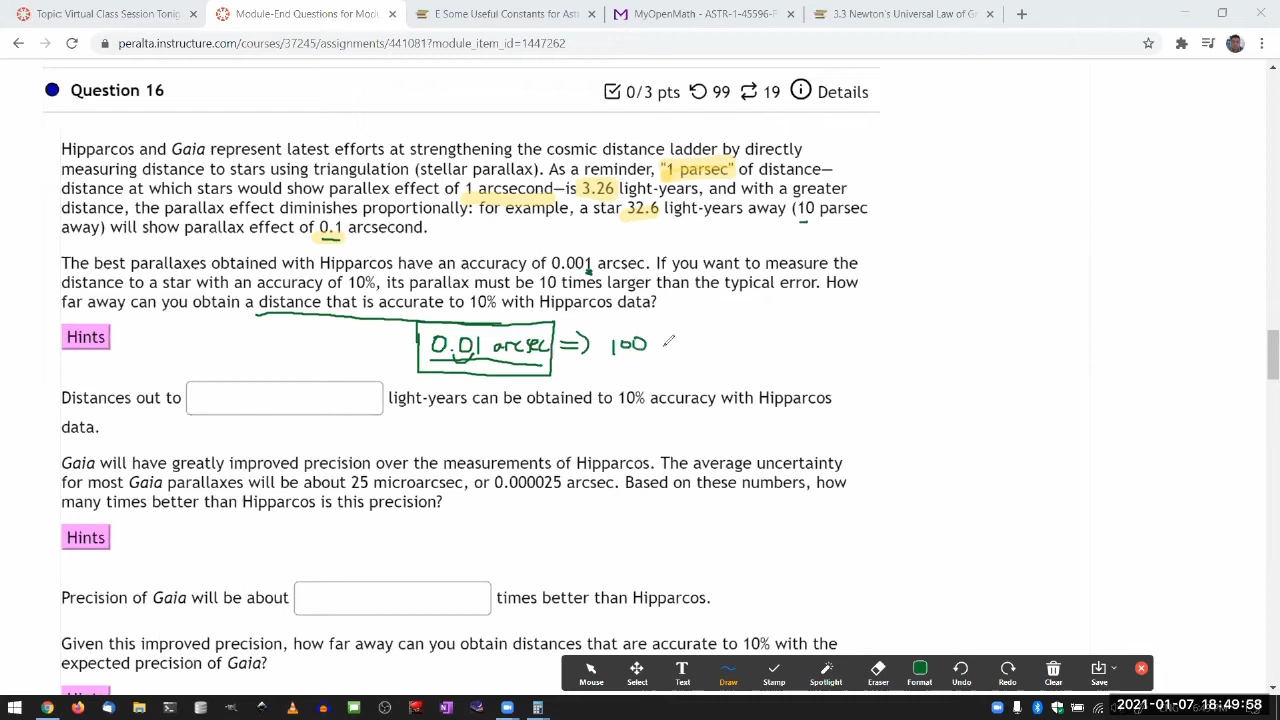 Topic: Virtual Session Tonig
Module-End Questions for Modu
E Some Useful Constants for Ast
MyOpenMath - ASTR-1-45596-F
3.3 Newton's Universal Law of Gr
peralta.instructure.com/courses/37245/assignments/441081?module_item_id=1447262
Question 16
0/3 pts 99 19 Details
Hipparcos and Gaia represent latest efforts at strengthening the cosmic distance ladder by directly
measuring distance to stars using triangulation (stellar parallax). As a reminder, "1 parsec" of distance—
distance at which stars would show parallex effect of 1 arcsecond—is 3.26 light-years, and with a greater
distance, the parallax effect diminishes proportionally: for example, a star 32.6 light-years away (10 parsec
away) will show parallax effect of 0.1 arcsecond.
The best parallaxes obtained with Hipparcos have an accuracy of 0.001 arcsec. If you want to measure the
distance to a star with an accuracy of 10%, its parallax must be 10 times larger than the typical error. How
far away can you obtain a distance that is accurate to 10% with Hipparcos data?
Hints
0.01 arcsec => 100
Distances out to light-years can be obtained to 10% accuracy with Hipparcos
data.
Gaia will have greatly improved precision over the measurements of Hipparcos. The average uncertainty
for most Gaia parallaxes will be about 25 microarcsec, or 0.000025 arcsec. Based on these numbers, how
many times better than Hipparcos is this precision?
Hints
Precision of Gaia will be about times better than Hipparcos.
Given this improved precision, how far away can you obtain distances that are accurate to 10% with the
expected precision of Gaia?
Mouse Select Text Draw Stamp Spotlight Eraser Format Undo Redo Clear Save
2021-01-07 18:49:58